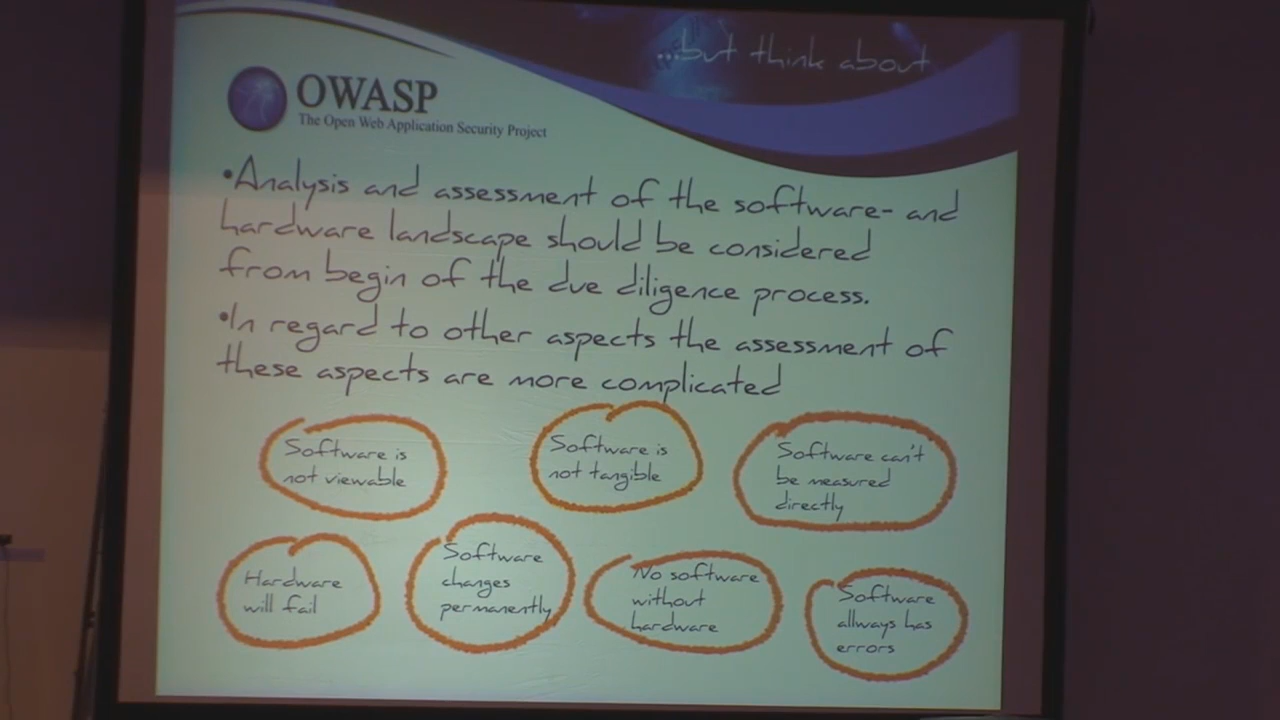 ...but think about
OWASP
The Open Web Application Security Project
•Analysis and assessment of the software- and
hardware landscape should be considered
from begin of the due diligence process.
•In regard to other aspects the assessment of
these aspects are more complicated
Software is
not viewable
Software is
not tangible
Software can't
be measured
directly
Hardware
will fail
Software
changes
permanently
No software
without
hardware
Software
allways has
errors